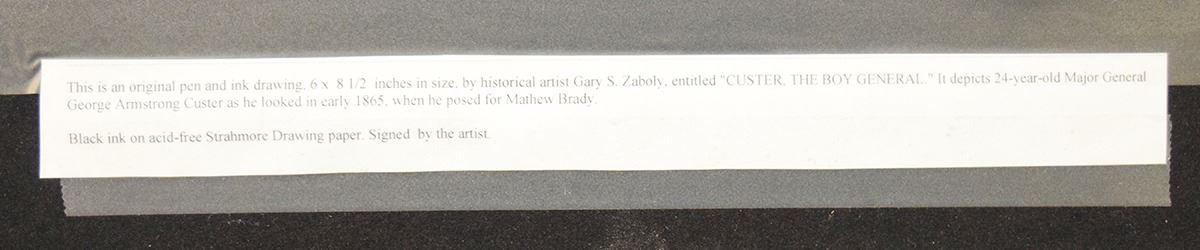 This is an original pen and ink drawing, 6 x 8 1/2 inches in size, by historical artist Gary S. Zaboly, entitled "CUSTER, THE BOY GENERAL." It depicts 24-year-old Major General
George Armstrong Custer as he looked in early 1865, when he posed for Mathew Brady.
Black ink on acid-free Strahmore Drawing paper. Signed by the artist.